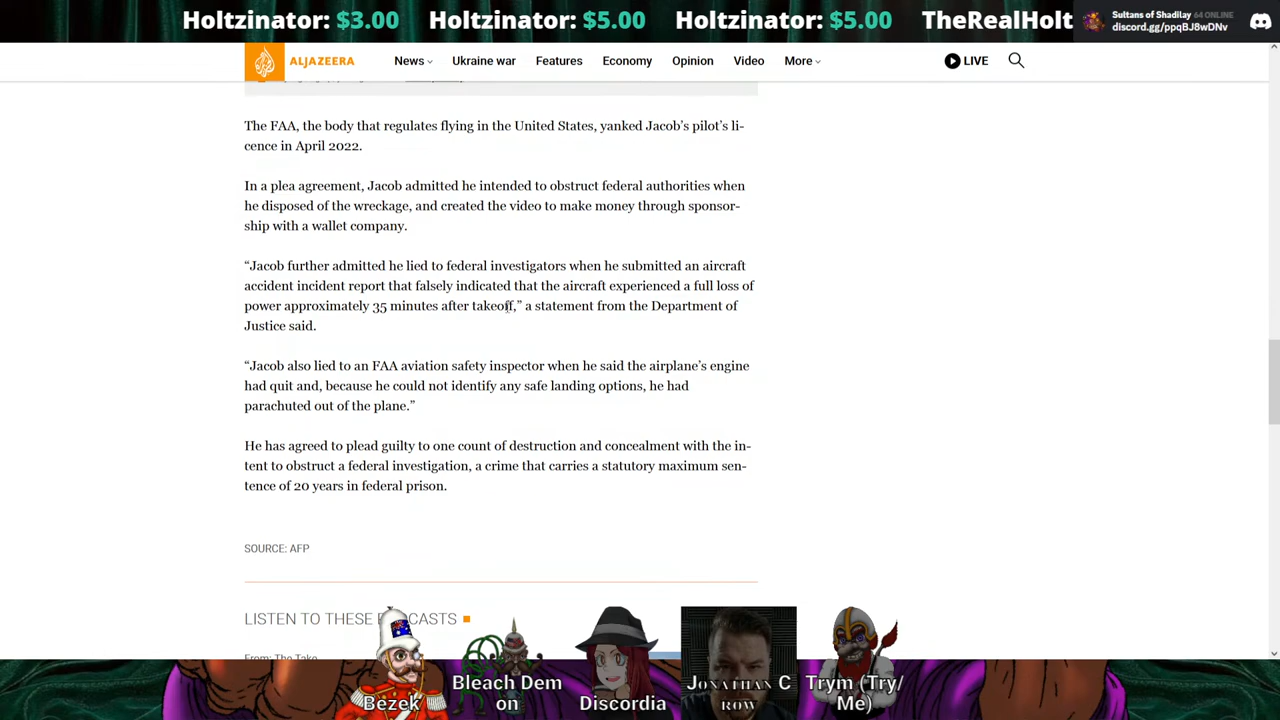 Holtzinator: $3.00 Holtzinator: $5.00 Holtzinator: $5.00 TheRealHolt
Sultans of Shadilay 64 ONLINE
discord.gg/ppqBJ8wDNv
ALJAZEERA News Ukraine war Features Economy Opinion Video More LIVE
The FAA, the body that regulates flying in the United States, yanked Jacob’s pilot’s li-
cence in April 2022.
In a plea agreement, Jacob admitted he intended to obstruct federal authorities when
he disposed of the wreckage, and created the video to make money through sponsor-
ship with a wallet company.
“Jacob further admitted he lied to federal investigators when he submitted an aircraft
accident incident report that falsely indicated that the aircraft experienced a full loss of
power approximately 35 minutes after takeoff,” a statement from the Department of
Justice said.
“Jacob also lied to an FAA aviation safety inspector when he said the airplane’s engine
had quit and, because he could not identify any safe landing options, he had
parachuted out of the plane.”
He has agreed to plead guilty to one count of destruction and concealment with the in-
tent to obstruct a federal investigation, a crime that carries a statutory maximum sen-
tence of 20 years in federal prison.
SOURCE: AFP
LISTEN TO THESE PODCASTS
From: The Take
Bezek
Bleach Dem
on
Discordia
Jonathan C
row
Trym (Try/
Me)